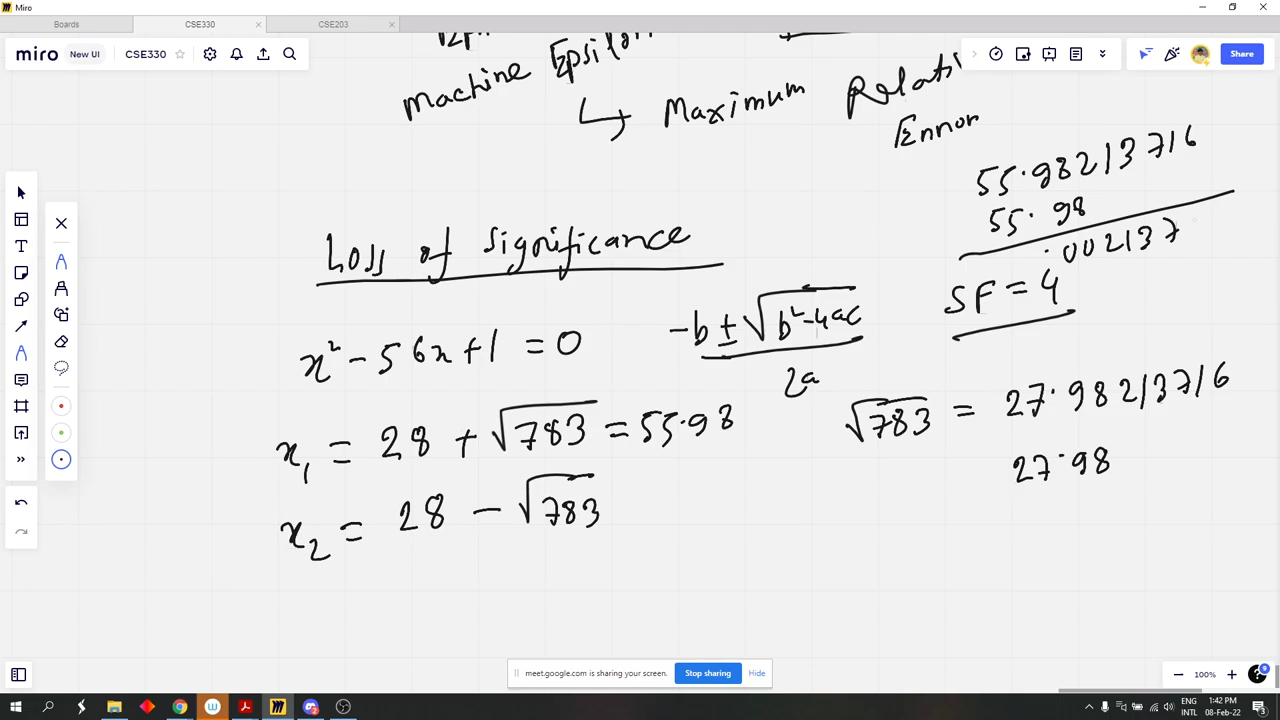 Miro
Boards
CSE330
CSE203
miro New UI CSE330
Share
Machine Epsilon
↳ Maximum Relati
Error
55.98213716
55.98
.002137
SF = 4
Loss of significance
x² - 56x + 1 = 0
-b ± √b²-4ac
2a
x₁ = 28 + √783 = 55.98
√783 = 27.98213716
27.98
x₂ = 28 - √783
meet.google.com is sharing your screen. Stop sharing Hide
100%
1:42 PM
INTL 08-Feb-22